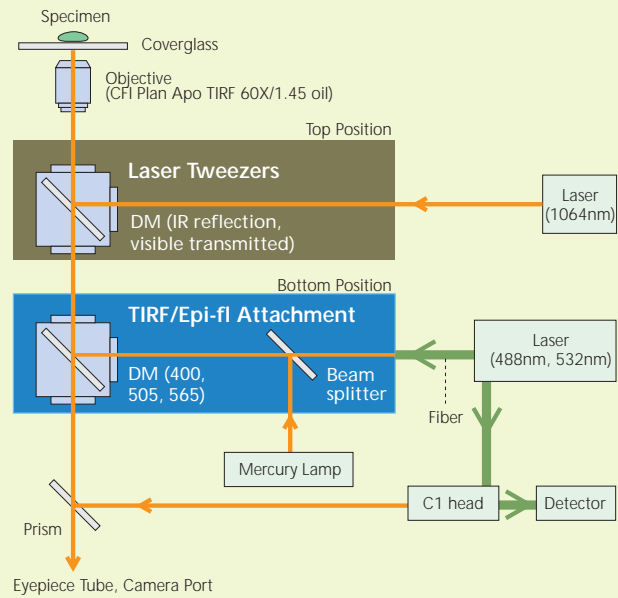 Specimen
Coverglass
Objective
(CFI Plan Apo TIRF 60X/1.45 oil)
Top Position
Laser Tweezers
DM (IR reflection,
visible transmitted)
Laser
(1064nm)
Bottom Position
TIRF/Epi-fl Attachment
DM (400,
505, 565)
Beam
splitter
Laser
(488nm, 532nm)
Fiber
Mercury Lamp
C1 head
Detector
Prism
Eyepiece Tube, Camera Port